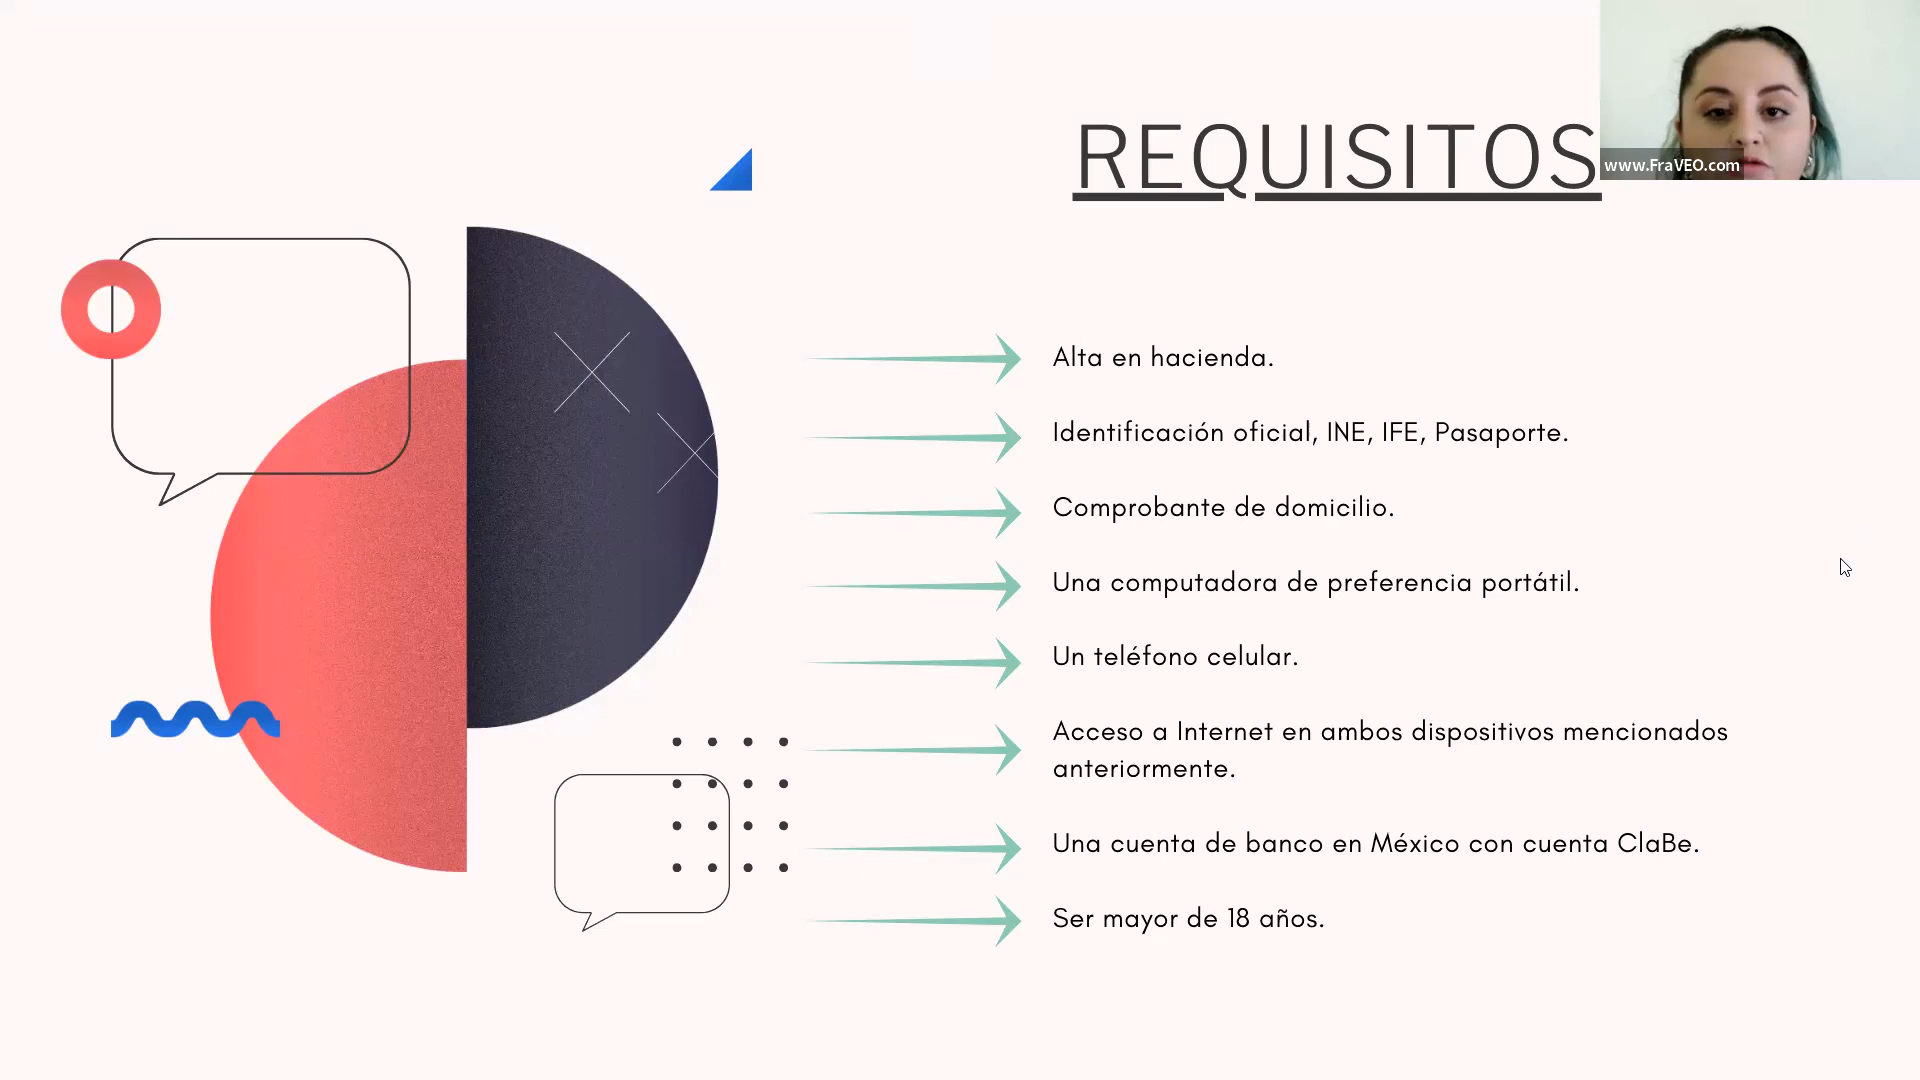 REQUISITOS
www.FraVEO.com
Alta en hacienda.
Identificación oficial, INE, IFE, Pasaporte.
Comprobante de domicilio.
Una computadora de preferencia portátil.
Un teléfono celular.
Acceso a Internet en ambos dispositivos mencionados
anteriormente.
Una cuenta de banco en México con cuenta ClaBe.
Ser mayor de 18 años.